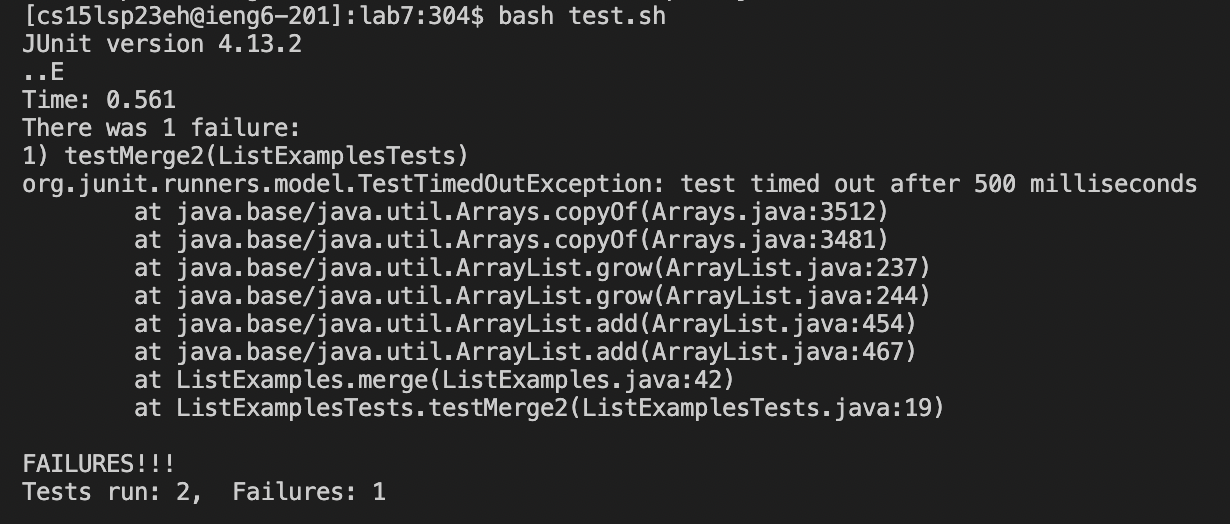 [cs15lsp23eh@ieng6-201]:lab7:304$ bash test.sh
JUnit version 4.13.2
..E
Time: 0.561
There was 1 failure:
1) testMerge2(ListExamplesTests)
org.junit.runners.model.TestTimedOutException: test timed out after 500 milliseconds
        at java.base/java.util.Arrays.copyOf(Arrays.java:3512)
        at java.base/java.util.Arrays.copyOf(Arrays.java:3481)
        at java.base/java.util.ArrayList.grow(ArrayList.java:237)
        at java.base/java.util.ArrayList.grow(ArrayList.java:244)
        at java.base/java.util.ArrayList.add(ArrayList.java:454)
        at java.base/java.util.ArrayList.add(ArrayList.java:467)
        at ListExamples.merge(ListExamples.java:42)
        at ListExamplesTests.testMerge2(ListExamplesTests.java:19)

FAILURES!!!
Tests run: 2,  Failures: 1